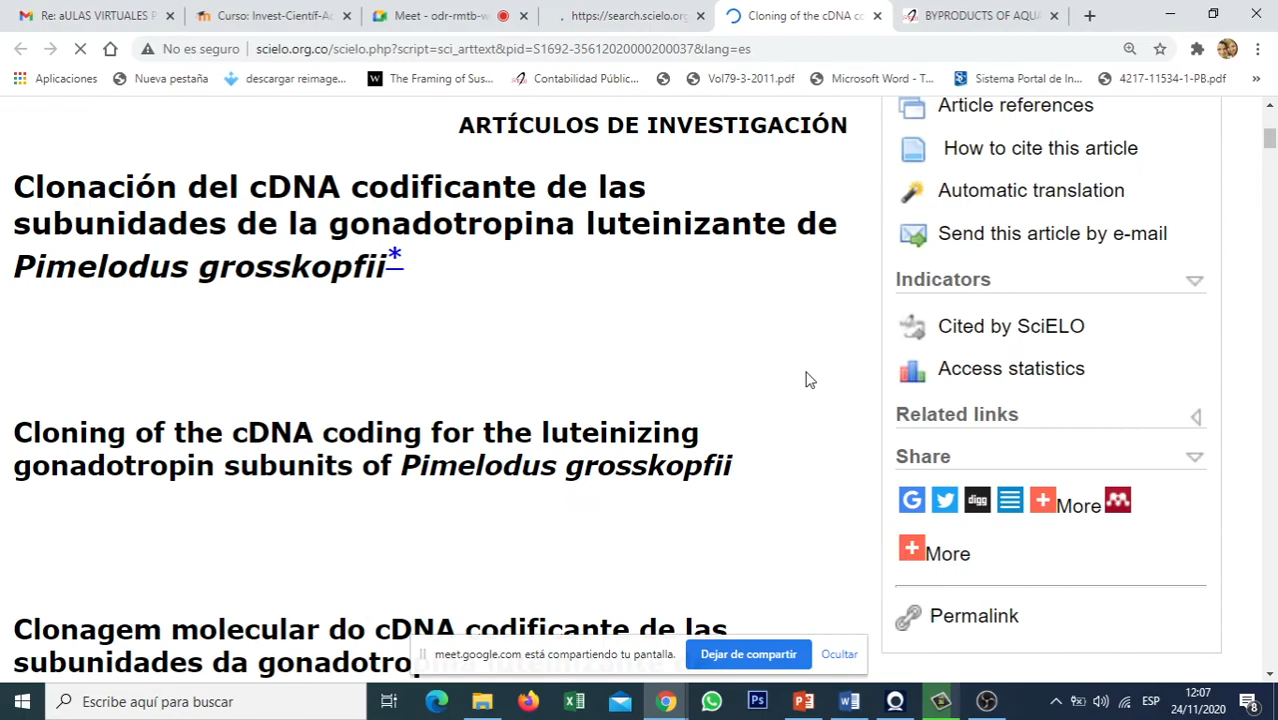 Re: aULAS VIRTUALES P
Curso: Invest-Científ-Ac
Meet - odr-rmtb-w
https://search.scielo.org
Cloning of the cDNA co
BYPRODUCTS OF AQUA
No es seguro
scielo.org.co/scielo.php?script=sci_arttext&pid=S1692-35612020000200037&lang=es
Aplicaciones
Nueva pestaña
descargar reimage...
The Framing of Sus...
Contabilidad Públic...
Vol79-3-2011.pdf
Microsoft Word - T...
Sistema Portal de In...
4217-11534-1-PB.pdf
»
ARTÍCULOS DE INVESTIGACIÓN
Clonación del cDNA codificante de las
subunidades de la gonadotropina luteinizante de
Pimelodus grosskopfii*
Cloning of the cDNA coding for the luteinizing
gonadotropin subunits of Pimelodus grosskopfii
Clonagem molecular do cDNA codificante de las
subunidades da gonadotro
Article references
How to cite this article
Automatic translation
Send this article by e-mail
Indicators
Cited by SciELO
Access statistics
Related links
Share
digg
More
More
Permalink
meet.google.com está compartiendo tu pantalla.
Dejar de compartir
Ocultar
Escribe aquí para buscar
ESP
12:07
24/11/2020
8